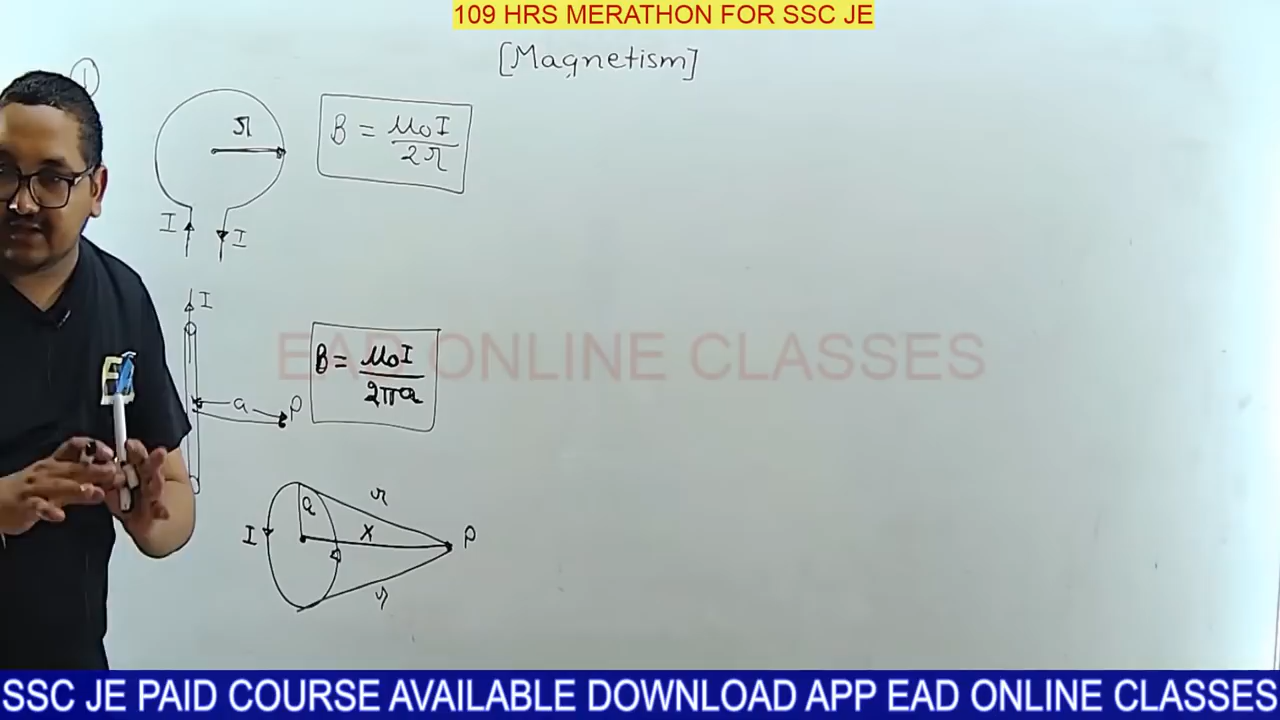 109 HRS MERATHON FOR SSC JE
[Magnetism]
1
r
B = μ0I / 2r
I
I
I
EAD ONLINE CLASSES
B = μ0I / 2πa
a
P
r
a
I
x
P
r
SSC JE PAID COURSE AVAILABLE DOWNLOAD APP EAD ONLINE CLASSES